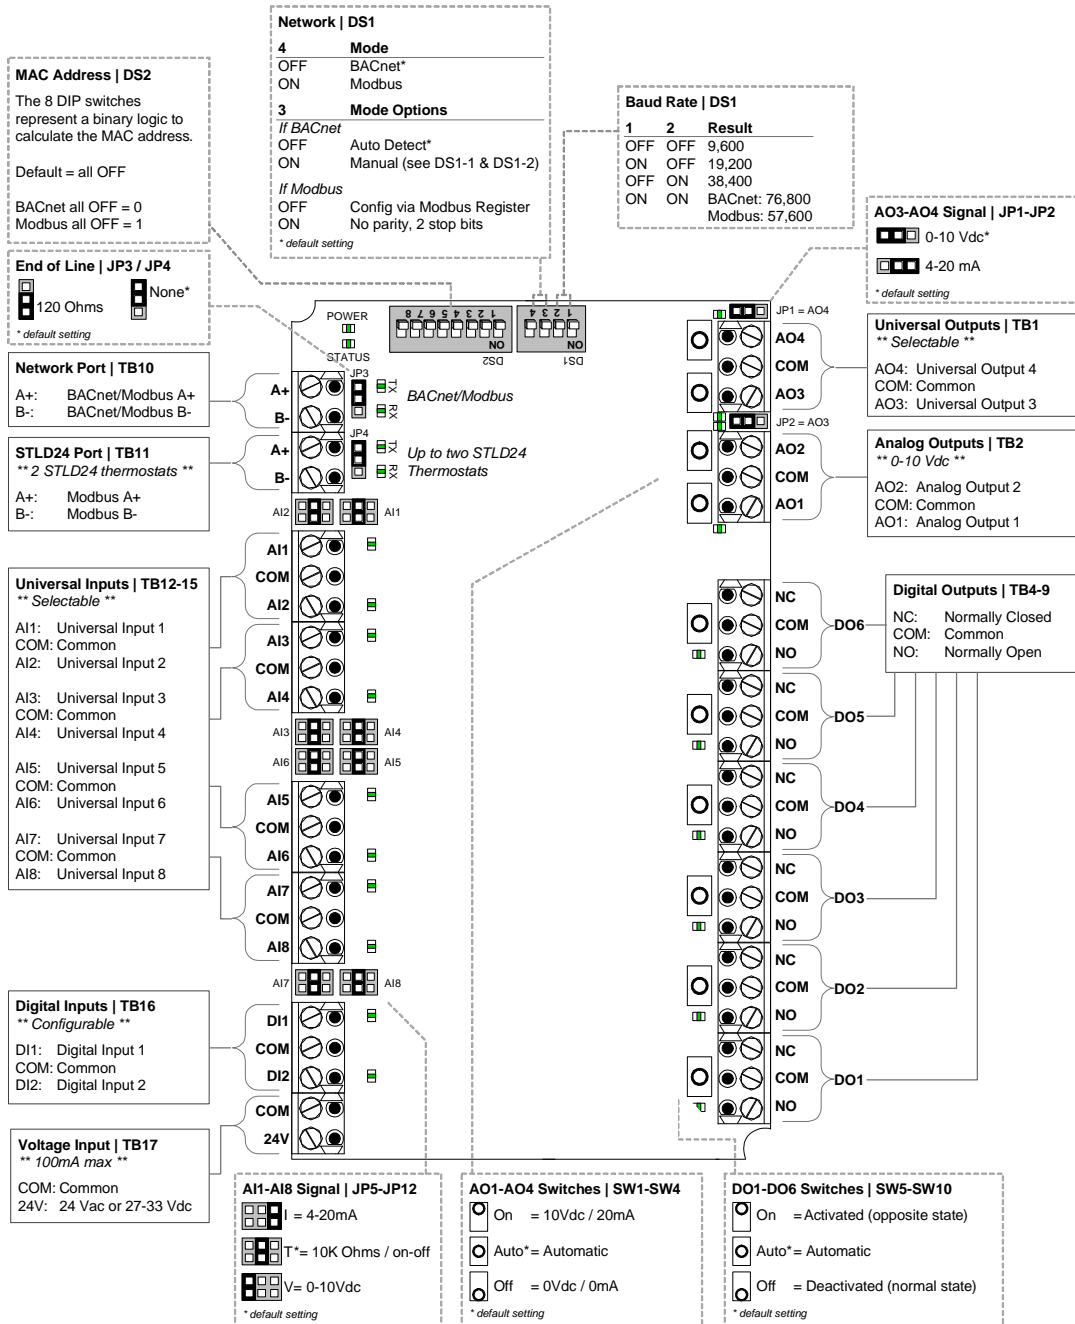 Network | DS1
4 Mode
OFF BACnet*
ON Modbus
3 Mode Options
If BACnet
OFF Auto Detect*
ON Manual (see DS1-1 & DS1-2)
If Modbus
OFF Config via Modbus Register
ON No parity, 2 stop bits
* default setting
MAC Address | DS2
The 8 DIP switches
represent a binary logic to
calculate the MAC address.
Default = all OFF
BACnet all OFF = 0
Modbus all OFF = 1
Baud Rate | DS1
1 2 Result
OFF OFF 9,600
ON OFF 19,200
OFF ON 38,400
ON ON BACnet: 76,800
Modbus: 57,600
AO3-AO4 Signal | JP1-JP2
0-10 Vdc*
4-20 mA
* default setting
End of Line | JP3 / JP4
120 Ohms
None*
* default setting
Network Port | TB10
A+: BACnet/Modbus A+
B-: BACnet/Modbus B-
STLD24 Port | TB11
** 2 STLD24 thermostats **
A+: Modbus A+
B-: Modbus B-
Universal Inputs | TB12-15
** Selectable **
AI1: Universal Input 1
COM: Common
AI2: Universal Input 2
AI3: Universal Input 3
COM: Common
AI4: Universal Input 4
AI5: Universal Input 5
COM: Common
AI6: Universal Input 6
AI7: Universal Input 7
COM: Common
AI8: Universal Input 8
Digital Inputs | TB16
** Configurable **
DI1: Digital Input 1
COM: Common
DI2: Digital Input 2
Voltage Input | TB17
** 100mA max **
COM: Common
24V: 24 Vac or 27-33 Vdc
POWER
STATUS
8 7 6 5 4 3 2 1
ON
DS2
4 3 2 1
ON
DS1
JP3
A+
B-
TX
RX
BACnet/Modbus
JP4
A+
B-
TX
RX
Up to two STLD24
Thermostats
AI2 AI1
AI1
COM
AI2
AI3
COM
AI4
AI3 AI4
AI6 AI5
AI5
COM
AI6
AI7
COM
AI8
AI7 AI8
DI1
COM
DI2
COM
24V
JP1 = AO4
AO4
COM
AO3
JP2 = AO3
AO2
COM
AO1
NC
COM
NO
DO6
NC
COM
NO
DO5
NC
COM
NO
DO4
NC
COM
NO
DO3
NC
COM
NO
DO2
NC
COM
NO
DO1
Universal Outputs | TB1
** Selectable **
AO4: Universal Output 4
COM: Common
AO3: Universal Output 3
Analog Outputs | TB2
** 0-10 Vdc **
AO2: Analog Output 2
COM: Common
AO1: Analog Output 1
Digital Outputs | TB4-9
NC: Normally Closed
COM: Common
NO: Normally Open
AI1-AI8 Signal | JP5-JP12
I = 4-20mA
T*= 10K Ohms / on-off
V= 0-10Vdc
* default setting
AO1-AO4 Switches | SW1-SW4
On = 10Vdc / 20mA
Auto* = Automatic
Off = 0Vdc / 0mA
* default setting
DO1-DO6 Switches | SW5-SW10
On = Activated (opposite state)
Auto* = Automatic
Off = Deactivated (normal state)
* default setting